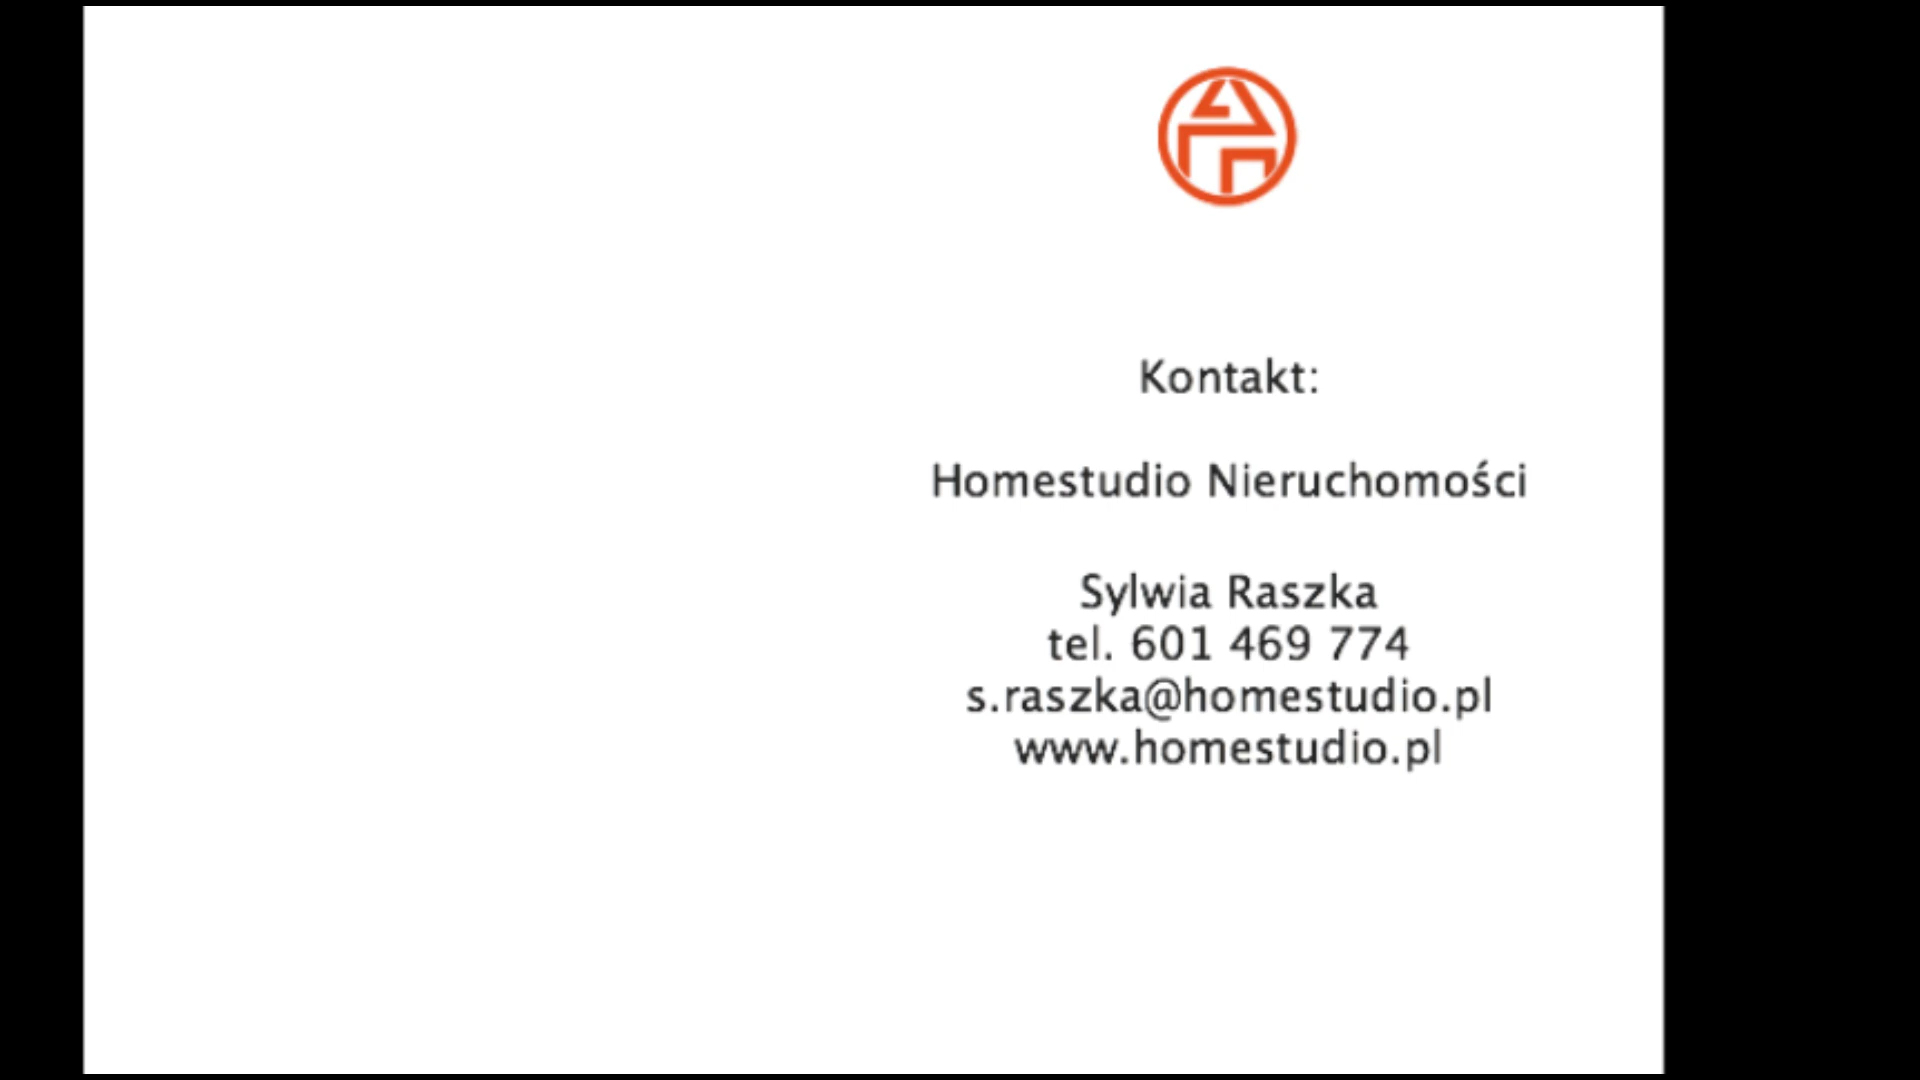 Kontakt:
Homestudio Nieruchomości
Sylwia Raszka
tel. 601 469 774
s.raszka@homestudio.pl
www.homestudio.pl